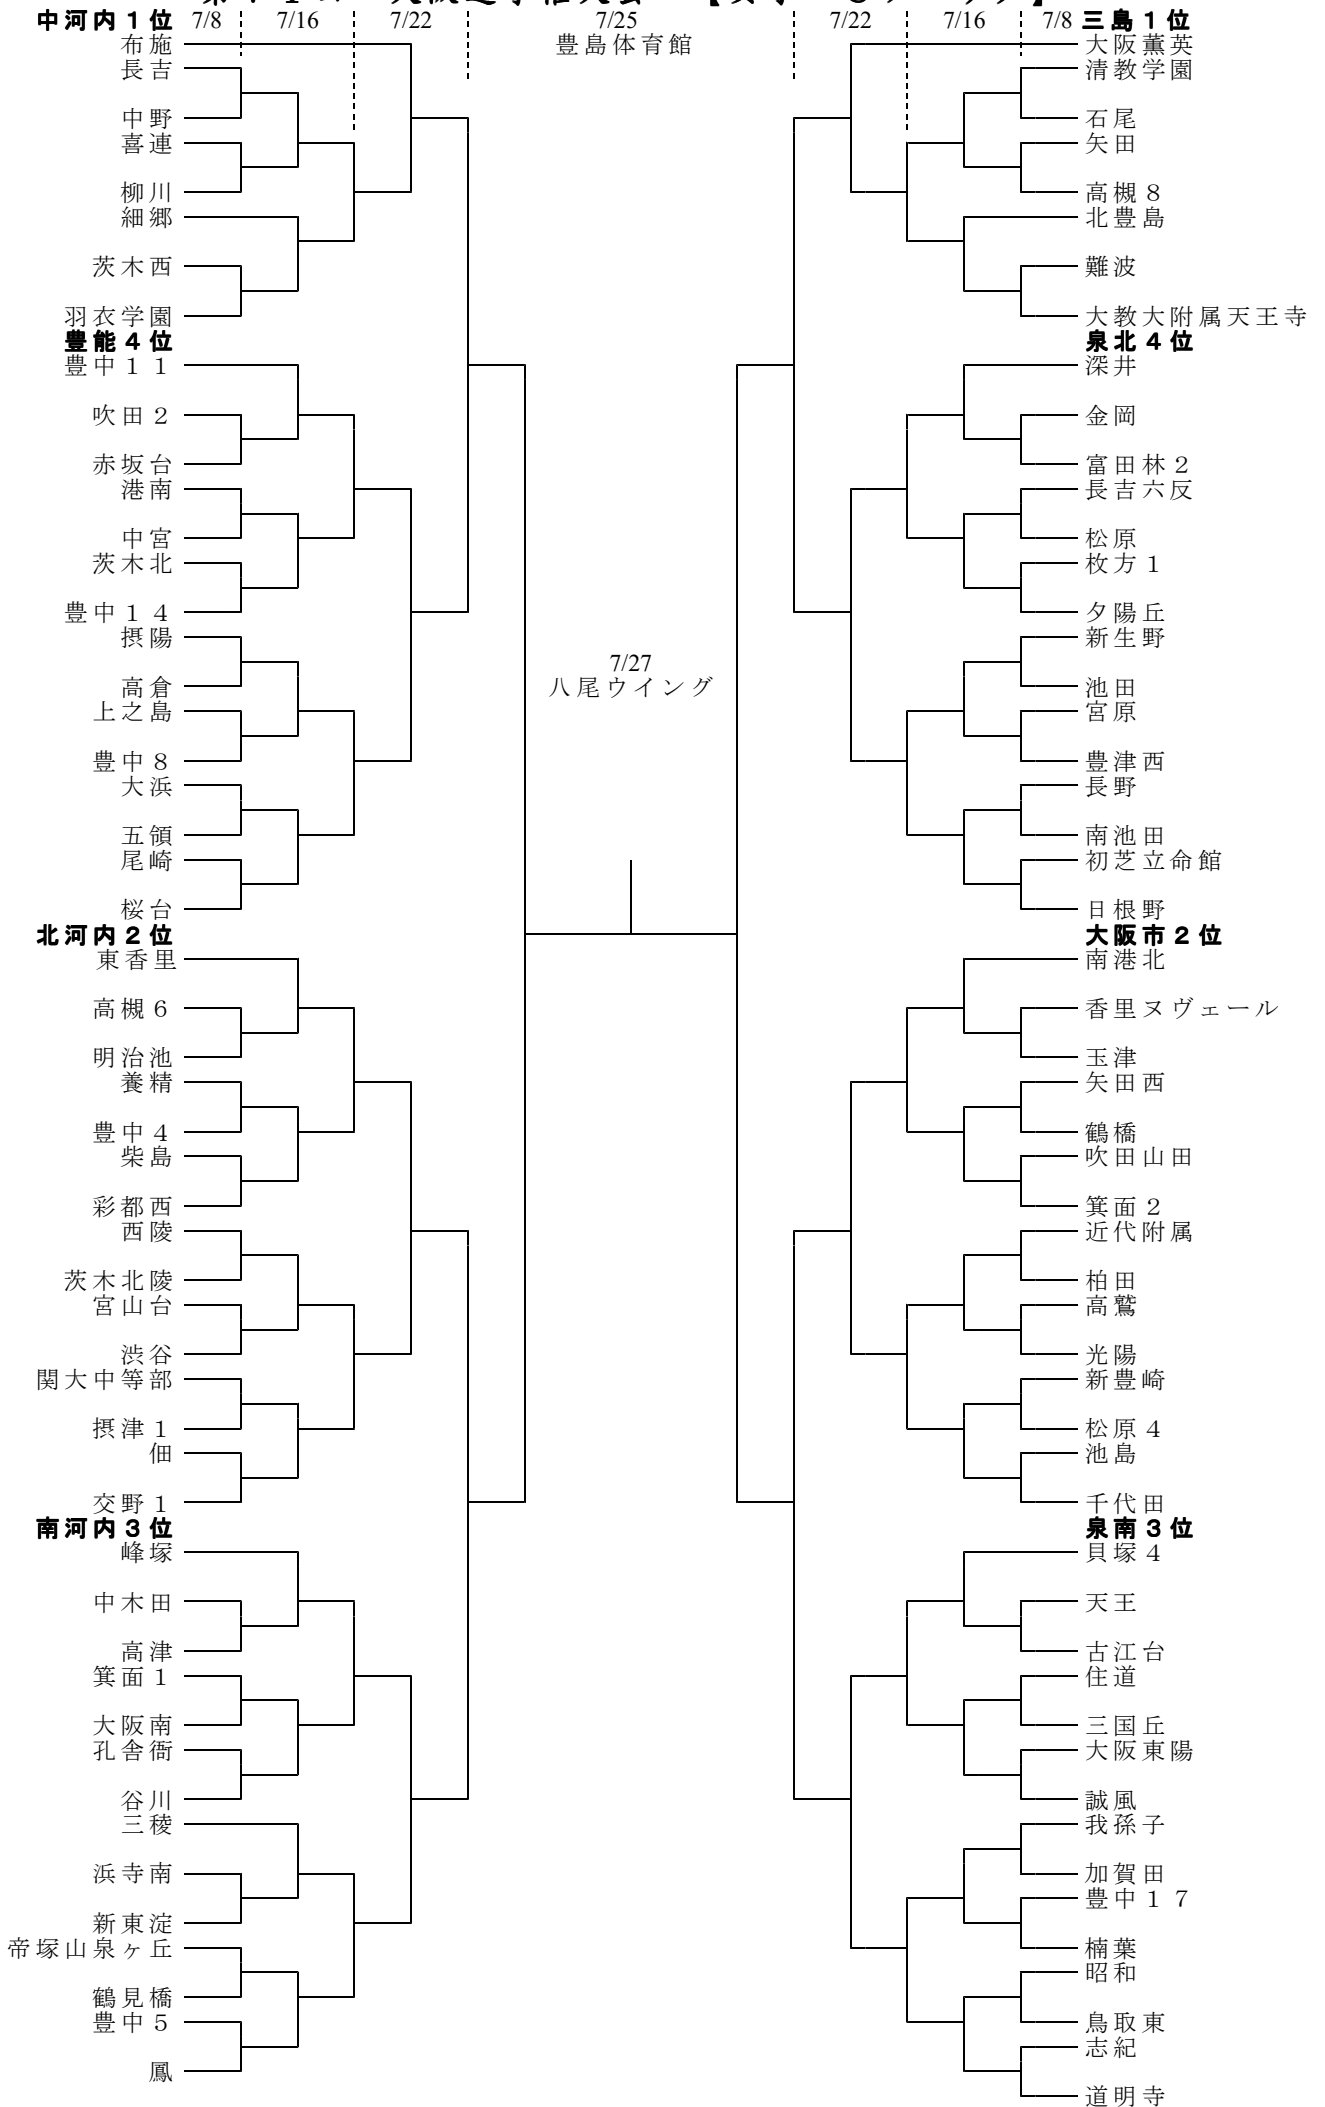 中河内１位 7/8 7/16 7/22 7/25 7/22 7/16 7/8 三島１位
豊島体育館
布施
長吉
中野
喜連
柳川
細郷
茨木西
羽衣学園
豊能４位
豊中１１
吹田２
赤坂台
港南
中宮
茨木北
豊中１４
摂陽
高倉
上之島
豊中８
大浜
五領
尾崎
桜台
北河内２位
東香里
高槻６
明治池
養精
豊中４
柴島
彩都西
西陵
茨木北陵
宮山台
渋谷
関大中等部
摂津１
佃
交野１
南河内３位
峰塚
中木田
高津
箕面１
大阪南
孔舎衙
谷川
三稜
浜寺南
新東淀
帝塚山泉ヶ丘
鶴見橋
豊中５
鳳
7/27
八尾ウイング
大阪薫英
清教学園
石尾
矢田
高槻８
北豊島
難波
大教大附属天王寺
泉北４位
深井
金岡
富田林２
長吉六反
松原
枚方１
夕陽丘
新生野
池田
宮原
豊津西
長野
南池田
初芝立命館
日根野
大阪市２位
南港北
香里ヌヴェール
玉津
矢田西
鶴橋
吹田山田
箕面２
近代附属
柏田
高鷲
光陽
新豊崎
松原４
池島
千代田
泉南３位
貝塚４
天王
古江台
住道
三国丘
大阪東陽
誠風
我孫子
加賀田
豊中１７
楠葉
昭和
鳥取東
志紀
道明寺